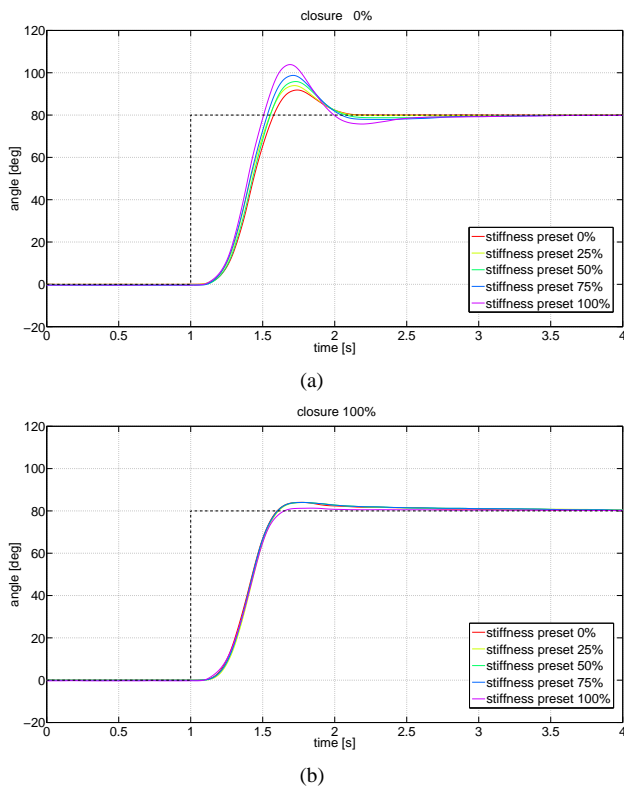 closure 0%
120
100
80
60
40
20
0
−20
angle [deg]
0 0.5 1 1.5 2 2.5 3 3.5 4
time [s]
stiffness preset 0%
stiffness preset 25%
stiffness preset 50%
stiffness preset 75%
stiffness preset 100%
(a)
closure 100%
120
100
80
60
40
20
0
−20
angle [deg]
0 0.5 1 1.5 2 2.5 3 3.5 4
time [s]
stiffness preset 0%
stiffness preset 25%
stiffness preset 50%
stiffness preset 75%
stiffness preset 100%
(b)